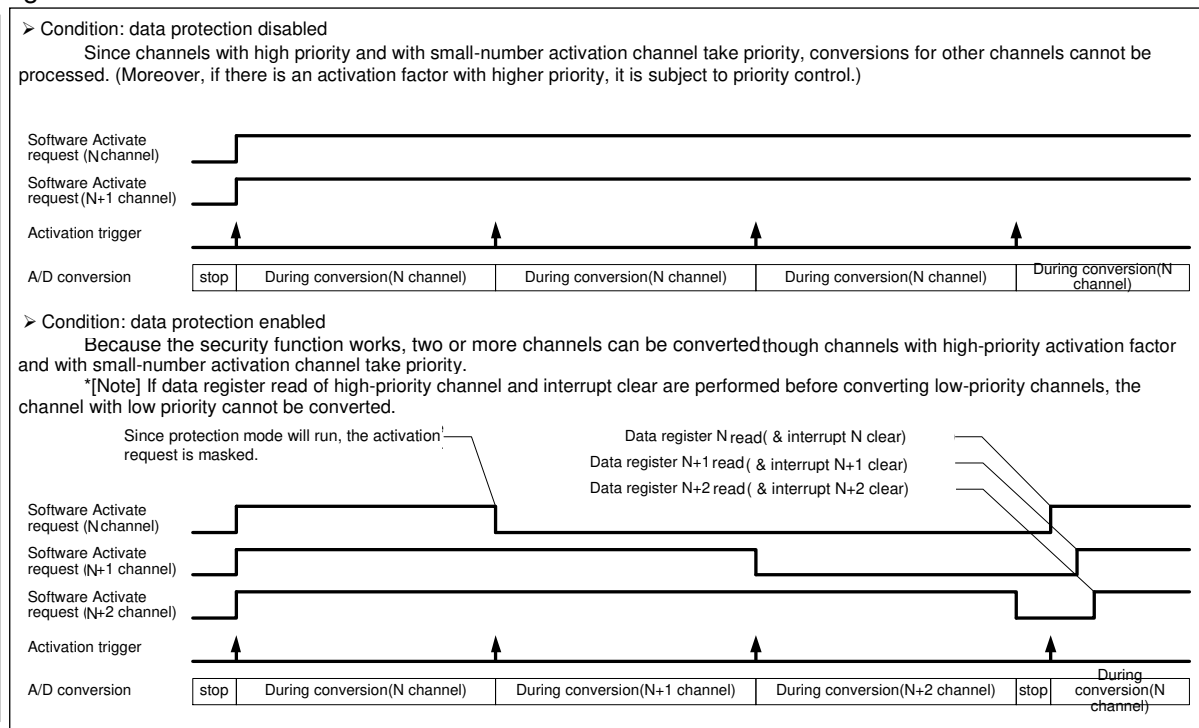 ➢ Condition: data protection disabled
Since channels with high priority and with small-number activation channel take priority, conversions for other channels cannot be
processed. (Moreover, if there is an activation factor with higher priority, it is subject to priority control.)
Software Activate
request (N channel)
Software Activate
request (N+1 channel)
Activation trigger
A/D conversion
stop
During conversion(N channel)
During conversion(N channel)
During conversion(N channel)
During conversion(N
channel)
➢ Condition: data protection enabled
Because the security function works, two or more channels can be converted though channels with high-priority activation factor
and with small-number activation channel take priority.
*[Note] If data register read of high-priority channel and interrupt clear are performed before converting low-priority channels, the
channel with low priority cannot be converted.
Since protection mode will run, the activation
request is masked.
Data register N read( & interrupt N clear)
Data register N+1 read( & interrupt N+1 clear)
Data register N+2 read( & interrupt N+2 clear)
Software Activate
request (N channel)
Software Activate
request (N+1 channel)
Software Activate
request (N+2 channel)
Activation trigger
A/D conversion
stop
During conversion(N channel)
During conversion(N+1 channel)
During conversion(N+2 channel)
stop
During
conversion(N
channel)